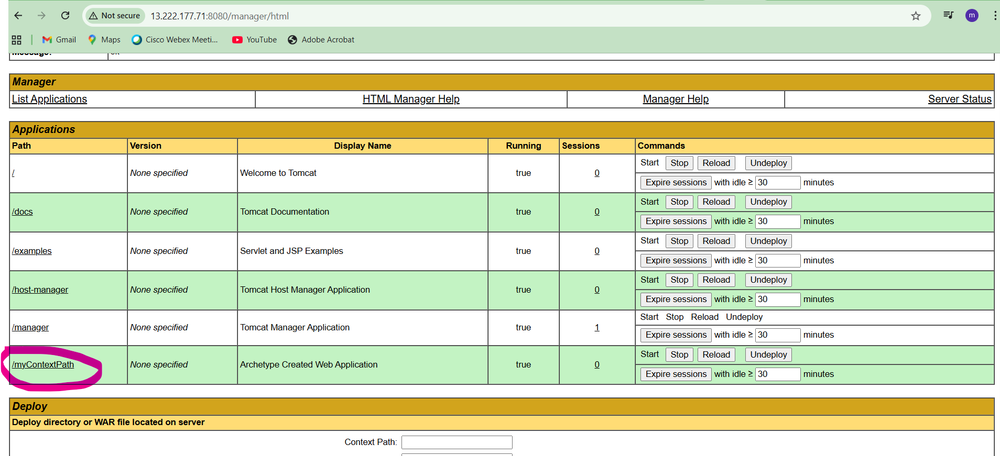 Not secure 13.222.177.71:8080/manager/html m
Gmail Maps Cisco Webex Meeti... YouTube Adobe Acrobat
Message: OK
Manager
List Applications HTML Manager Help Manager Help Server Status
Applications
Path Version Display Name Running Sessions Commands
/ None specified Welcome to Tomcat true 0 Start Stop Reload Undeploy
Expire sessions with idle ≥ 30 minutes
/docs None specified Tomcat Documentation true 0 Start Stop Reload Undeploy
Expire sessions with idle ≥ 30 minutes
/examples None specified Servlet and JSP Examples true 0 Start Stop Reload Undeploy
Expire sessions with idle ≥ 30 minutes
/host-manager None specified Tomcat Host Manager Application true 0 Start Stop Reload Undeploy
Expire sessions with idle ≥ 30 minutes
/manager None specified Tomcat Manager Application true 1 Start Stop Reload Undeploy
Expire sessions with idle ≥ 30 minutes
/myContextPath None specified Archetype Created Web Application true 0 Start Stop Reload Undeploy
Expire sessions with idle ≥ 30 minutes
Deploy
Deploy directory or WAR file located on server
Context Path: